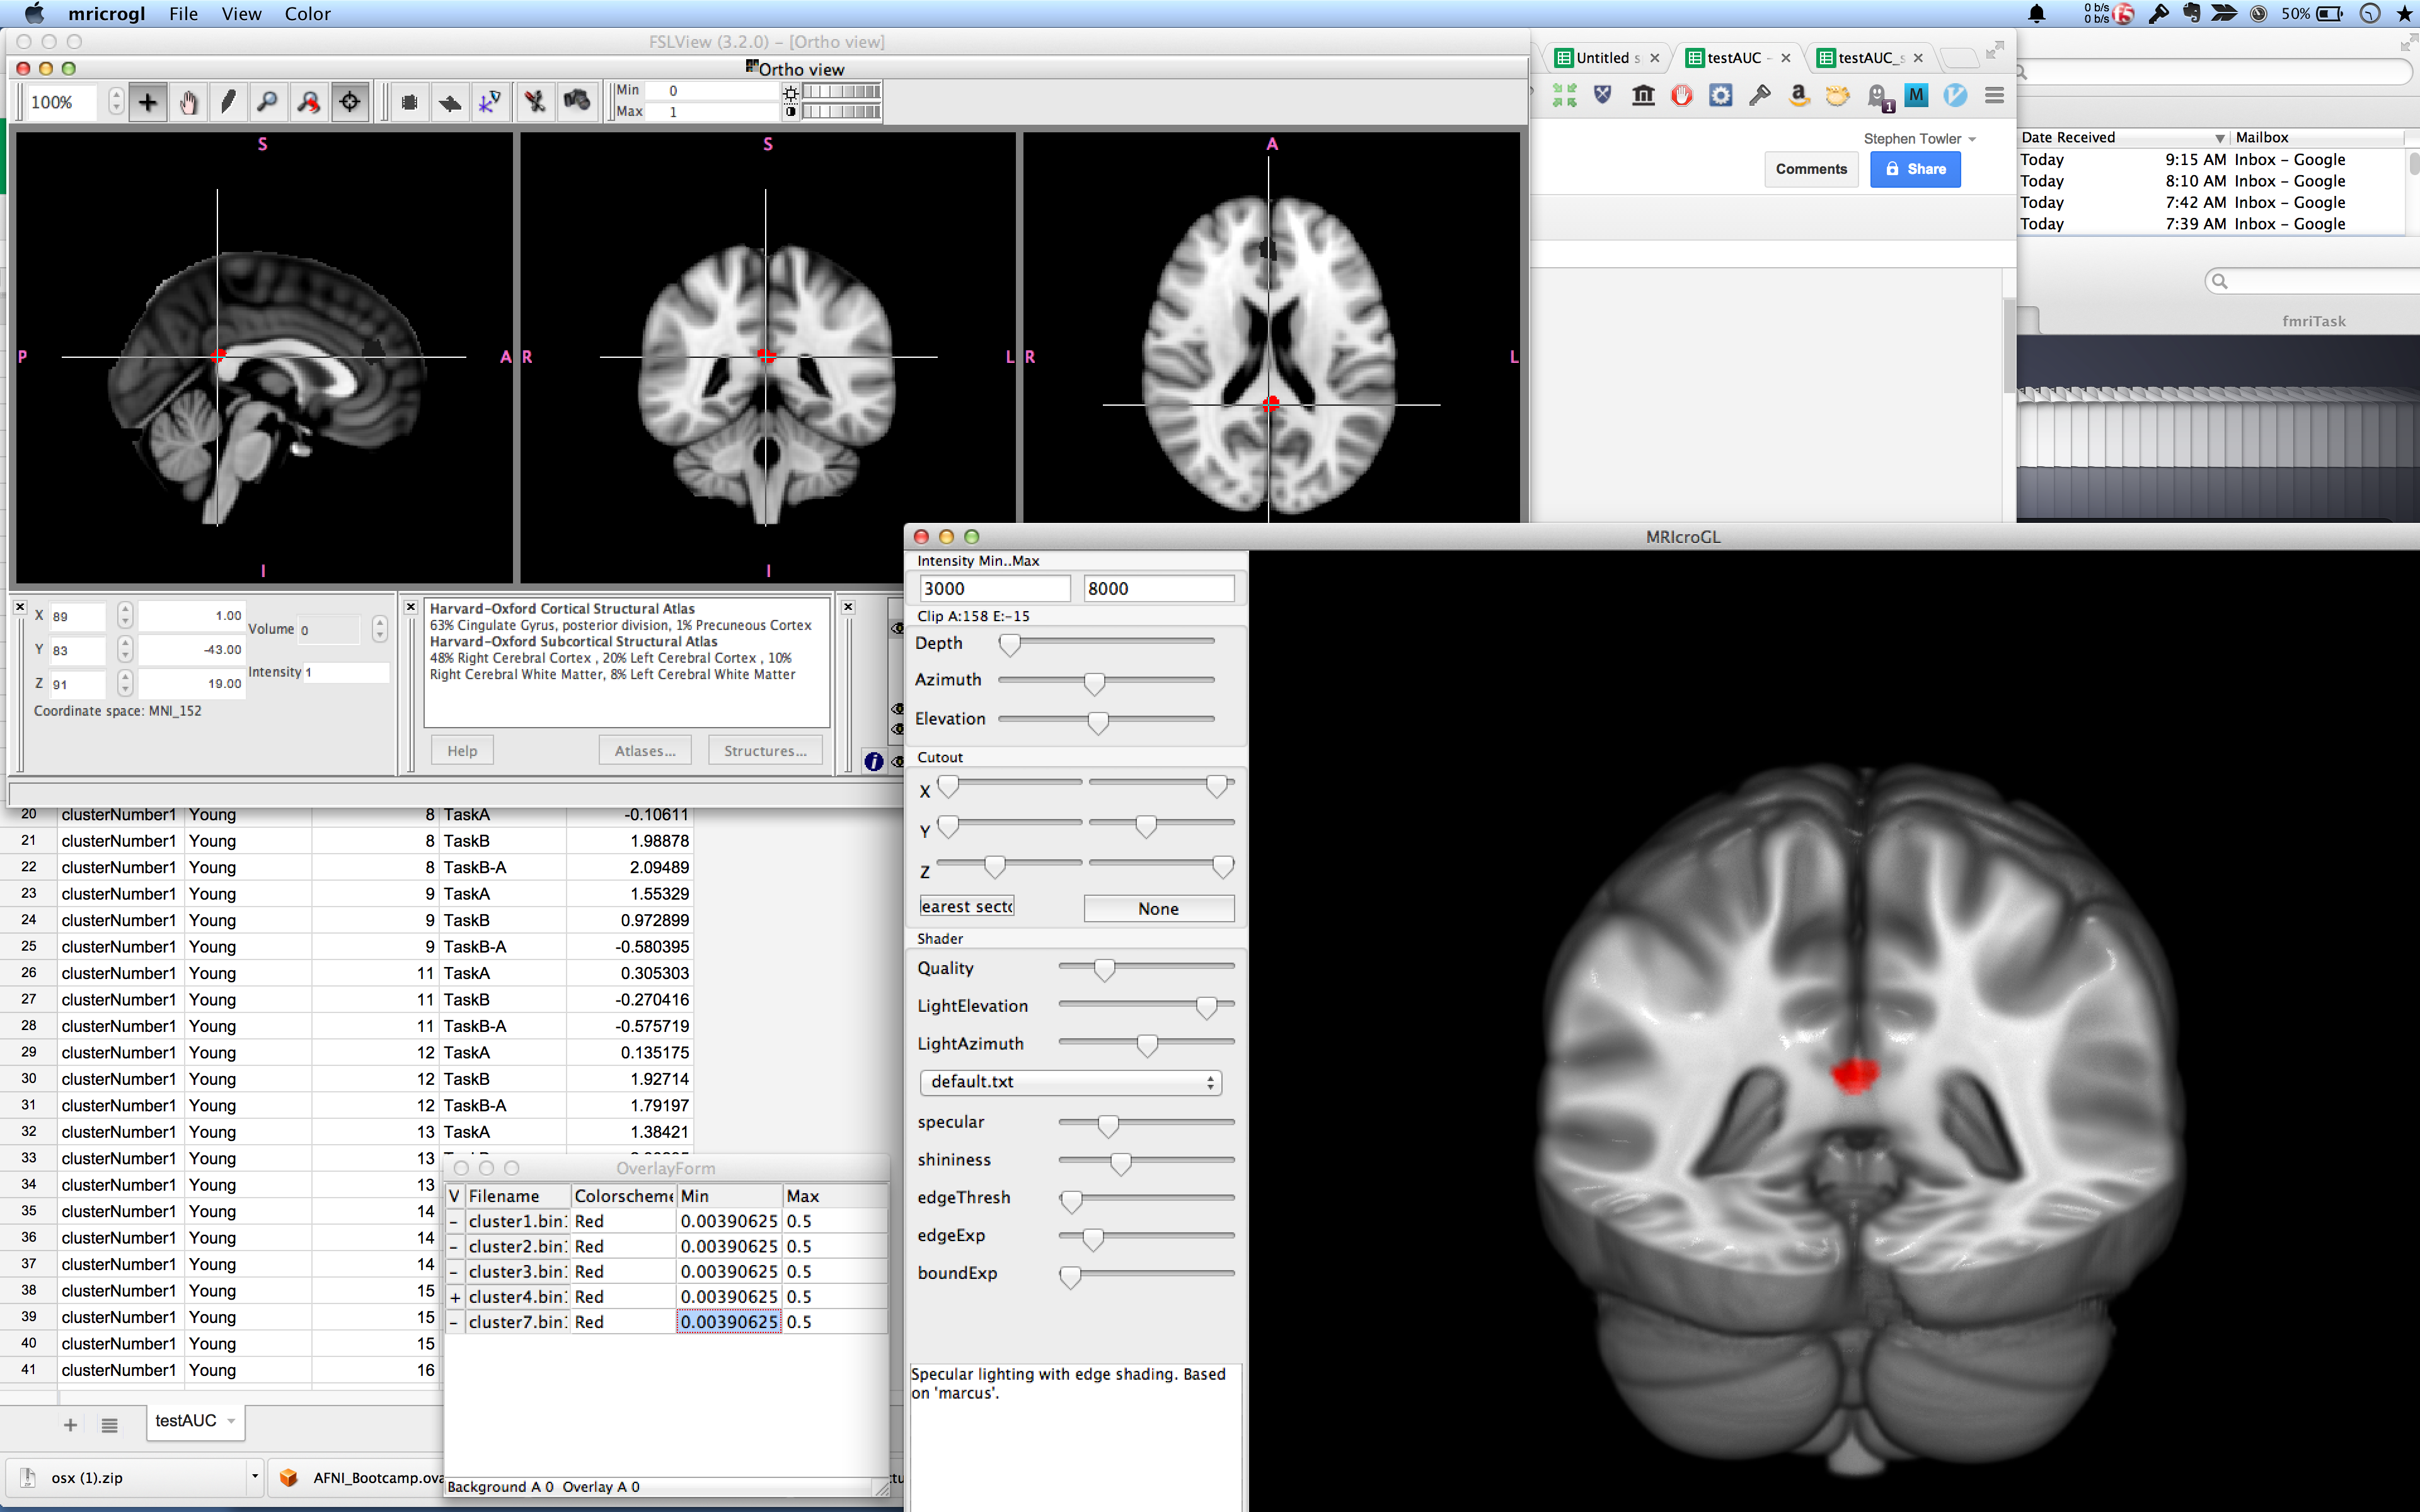 mricrogl File View Color
0 b/s
0 b/s
50%
FSLView (3.2.0) – [Ortho view]
Ortho view
100%
Min 0
Max 1
S
P
A
I
S
R
L
I
A
R
L
X 89 1.00
Y 83 -43.00
Z 91 19.00
Volume 0
Intensity 1
Coordinate space: MNI_152
Harvard-Oxford Cortical Structural Atlas
63% Cingulate Gyrus, posterior division, 1% Precuneous Cortex
Harvard-Oxford Subcortical Structural Atlas
48% Right Cerebral Cortex , 20% Left Cerebral Cortex , 10%
Right Cerebral White Matter, 8% Left Cerebral White Matter
Help Atlases... Structures...
Untitled s
testAUC -
testAUC_s
1
M
Stephen Towler
Comments
Share
Date Received Mailbox
Today 9:15 AM Inbox – Google
Today 8:10 AM Inbox – Google
Today 7:42 AM Inbox – Google
Today 7:39 AM Inbox – Google
fmriTask
MRIcroGL
Intensity Min..Max
3000 8000
Clip A:158 E:-15
Depth
Azimuth
Elevation
Cutout
X
Y
Z
earest secto
None
Shader
Quality
LightElevation
LightAzimuth
default.txt
specular
shininess
edgeThresh
edgeExp
boundExp
Specular lighting with edge shading. Based
on 'marcus'.
20 clusterNumber1 Young 8 TaskA -0.10611
21 clusterNumber1 Young 8 TaskB 1.98878
22 clusterNumber1 Young 8 TaskB-A 2.09489
23 clusterNumber1 Young 9 TaskA 1.55329
24 clusterNumber1 Young 9 TaskB 0.972899
25 clusterNumber1 Young 9 TaskB-A -0.580395
26 clusterNumber1 Young 11 TaskA 0.305303
27 clusterNumber1 Young 11 TaskB -0.270416
28 clusterNumber1 Young 11 TaskB-A -0.575719
29 clusterNumber1 Young 12 TaskA 0.135175
30 clusterNumber1 Young 12 TaskB 1.92714
31 clusterNumber1 Young 12 TaskB-A 1.79197
32 clusterNumber1 Young 13 TaskA 1.38421
33 clusterNumber1 Young 13
34 clusterNumber1 Young 13
35 clusterNumber1 Young 14
36 clusterNumber1 Young 14
37 clusterNumber1 Young 14
38 clusterNumber1 Young 15
39 clusterNumber1 Young 15
40 clusterNumber1 Young 15
41 clusterNumber1 Young 16
OverlayForm
V Filename Colorscheme Min Max
– cluster1.bin Red 0.00390625 0.5
– cluster2.bin Red 0.00390625 0.5
– cluster3.bin Red 0.00390625 0.5
+ cluster4.bin Red 0.00390625 0.5
– cluster7.bin Red 0.00390625 0.5
Background A 0 Overlay A 0
+ testAUC
osx (1).zip
AFNI_Bootcamp.ova